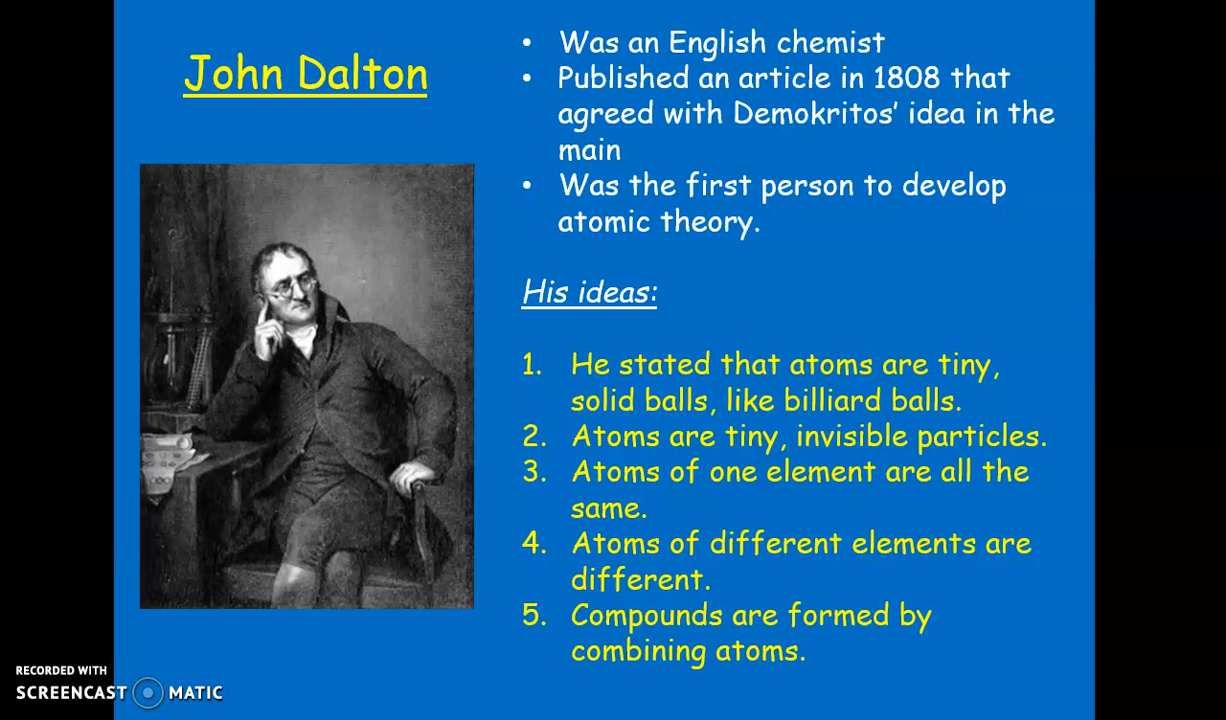 John Dalton
• Was an English chemist
• Published an article in 1808 that
agreed with Demokritos’ idea in the
main
• Was the first person to develop
atomic theory.
His ideas:
1. He stated that atoms are tiny,
solid balls, like billiard balls.
2. Atoms are tiny, invisible particles.
3. Atoms of one element are all the
same.
4. Atoms of different elements are
different.
5. Compounds are formed by
combining atoms.
RECORDED WITH
SCREENCAST MATIC